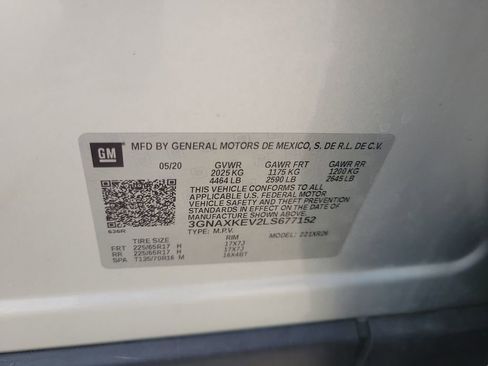 GM
MFD BY GENERAL MOTORS DE MEXICO, S. DE R.L. DE C.V.
05/20 GVWR GAWR FRT GAWR RR
2025 KG 1175 KG 1200 KG
4464 LB 2590 LB 2645 LB
THIS VEHICLE CONFORMS TO ALL
APPLICABLE U.S. FEDERAL MOTOR
VEHICLE SAFETY, BUMPER, AND
THEFT PREVENTION STANDARDS IN
EFFECT ON THE DATE OF
MANUFACTURE SHOWN ABOVE.
3GNAXKEV2LS677152
TYPE: M.P.V. MODEL: 221XR26
TIRE SIZE RIM
FRT 225/65R17 H 17X7J
RR 225/65R17 H 17X7J
SPA T135/70R16 M 16X4BT